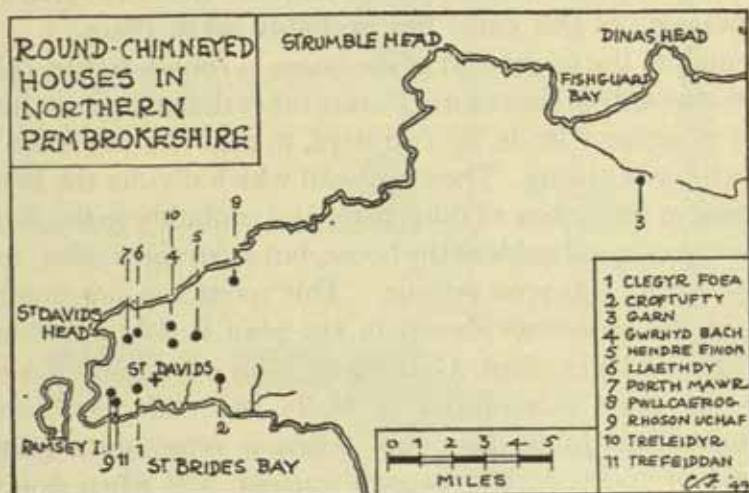 ROUND-CHIMNEYED
HOUSES IN
NORTHERN
PEMBROKESHIRE
STRUMBLE HEAD
DINAS HEAD
FISHGUARD
BAY
3
10
9
7 6 4 5
ST DAVIDS
HEAD
ST DAVIDS
2
RAMSEY I.
9 11 1
ST BRIDES BAY
0 1 2 3 4 5
MILES
1 CLEGYR FOEA
2 CROFTUFTY
3 GARN
4 GWRHYD BACH
5 HENDRE EINON
6 LLAETHDY
7 PORTH MAWR
8 PWLLCAEROG
9 RHOSON UCHAF
10 TRELEIDYR
11 TREFEIDDAN